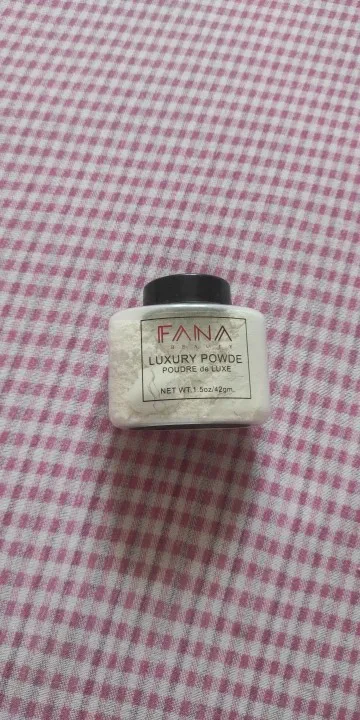 FANA
LUXURY POWDE
POUDRE de LUXE
NET WT.1.5oz/42gm.